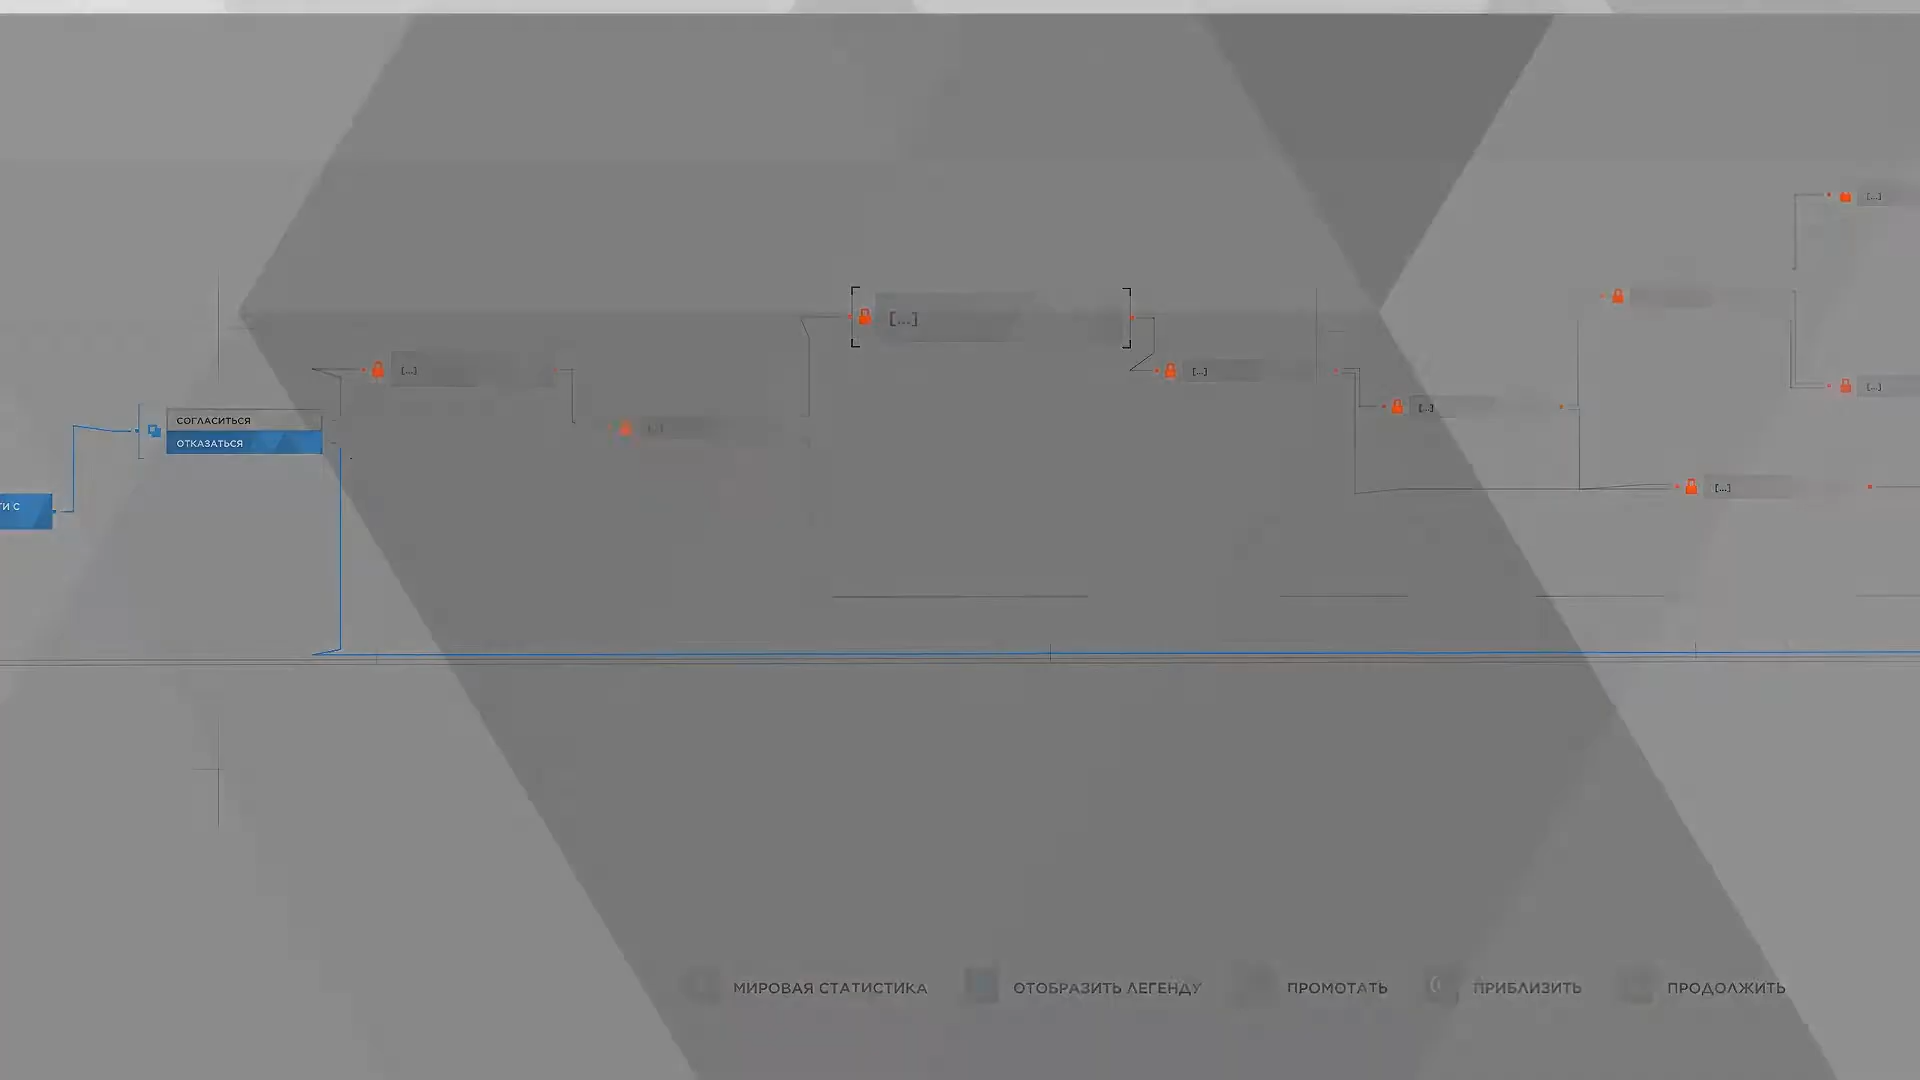 [...]
[...]
[...]
[...]
СОГЛАСИТЬСЯ
ОТКАЗАТЬСЯ
[...]
[...]
[...]
[...]
ТИ С
МИРОВАЯ СТАТИСТИКА
ОТОБРАЗИТЬ ЛЕГЕНДУ
ПРОМОТАТЬ
ПРИБЛИЗИТЬ
ПРОДОЛЖИТЬ